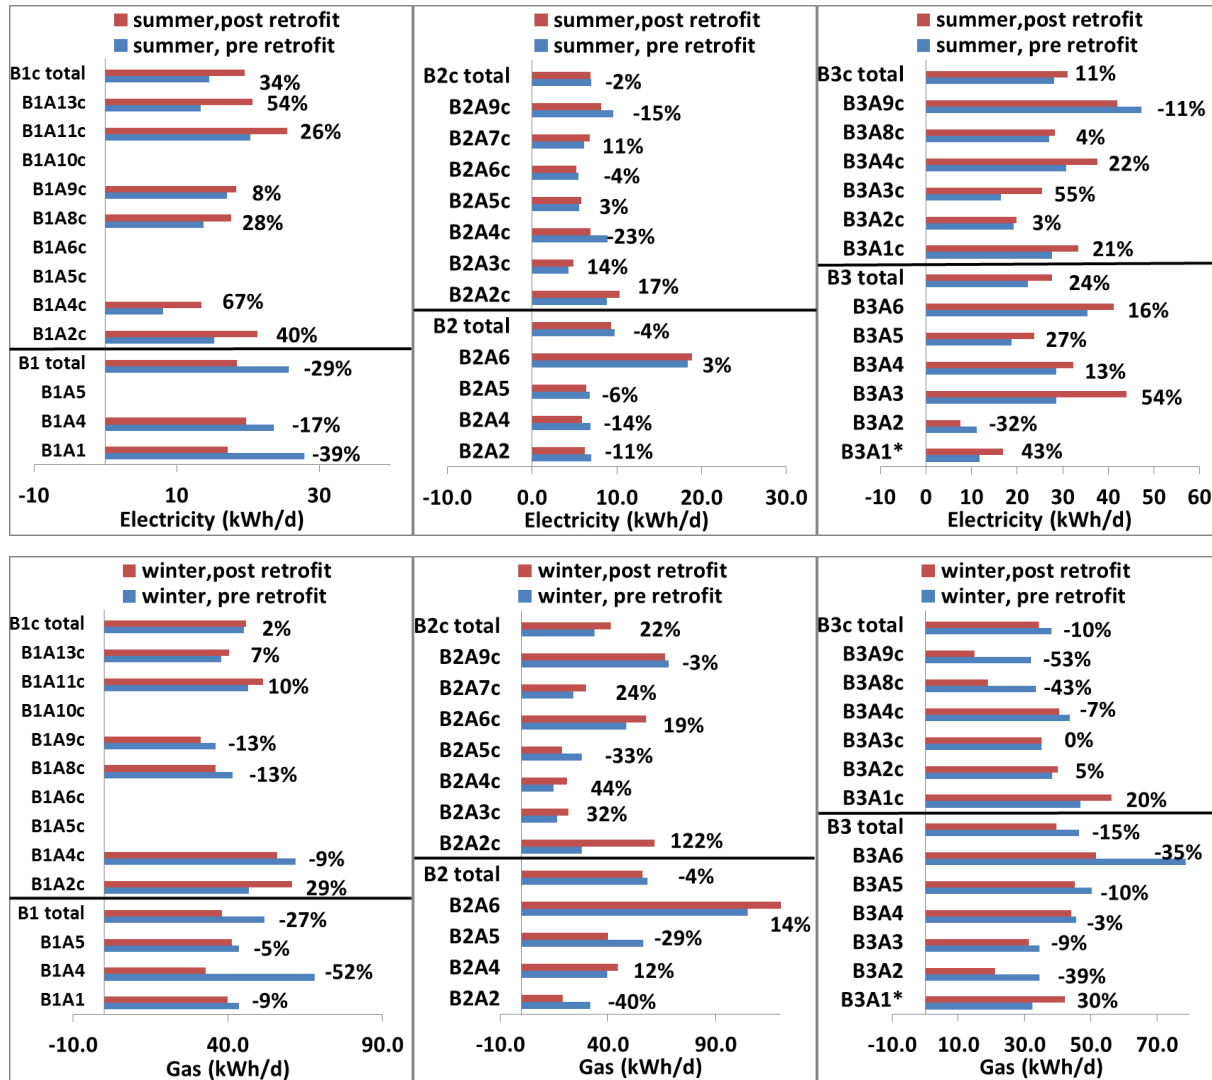 summer,post retrofit
summer, pre retrofit
B1c total 34%
B1A13c 54%
B1A11c 26%
B1A10c
B1A9c 8%
B1A8c 28%
B1A6c
B1A5c
B1A4c 67%
B1A2c 40%
B1 total -29%
B1A5
B1A4 -17%
B1A1 -39%
-10 10 30
Electricity (kWh/d)
summer,post retrofit
summer, pre retrofit
B2c total -2%
B2A9c -15%
B2A7c 11%
B2A6c -4%
B2A5c 3%
B2A4c -23%
B2A3c 14%
B2A2c 17%
B2 total -4%
B2A6 3%
B2A5 -6%
B2A4 -14%
B2A2 -11%
-10.0 0.0 10.0 20.0 30.0
Electricity (kWh/d)
summer,post retrofit
summer, pre retrofit
B3c total 11%
B3A9c -11%
B3A8c 4%
B3A4c 22%
B3A3c 55%
B3A2c 3%
B3A1c 21%
B3 total 24%
B3A6 16%
B3A5 27%
B3A4 13%
B3A3 54%
B3A2 -32%
B3A1* 43%
-10 0 10 20 30 40 50 60
Electricity (kWh/d)
winter,post retrofit
winter, pre retrofit
B1c total 2%
B1A13c 7%
B1A11c 10%
B1A10c
B1A9c -13%
B1A8c -13%
B1A6c
B1A5c
B1A4c -9%
B1A2c 29%
B1 total -27%
B1A5 -5%
B1A4 -52%
B1A1 -9%
-10.0 40.0 90.0
Gas (kWh/d)
winter,post retrofit
winter, pre retrofit
B2c total 22%
B2A9c -3%
B2A7c 24%
B2A6c 19%
B2A5c -33%
B2A4c 44%
B2A3c 32%
B2A2c 122%
B2 total -4%
B2A6 14%
B2A5 -29%
B2A4 12%
B2A2 -40%
-10.0 40.0 90.0
Gas (kWh/d)
winter,post retrofit
winter, pre retrofit
B3c total -10%
B3A9c -53%
B3A8c -43%
B3A4c -7%
B3A3c 0%
B3A2c 5%
B3A1c 20%
B3 total -15%
B3A6 -35%
B3A5 -10%
B3A4 -3%
B3A3 -9%
B3A2 -39%
B3A1* 30%
-10.0 10.0 30.0 50.0 70.0
Gas (kWh/d)